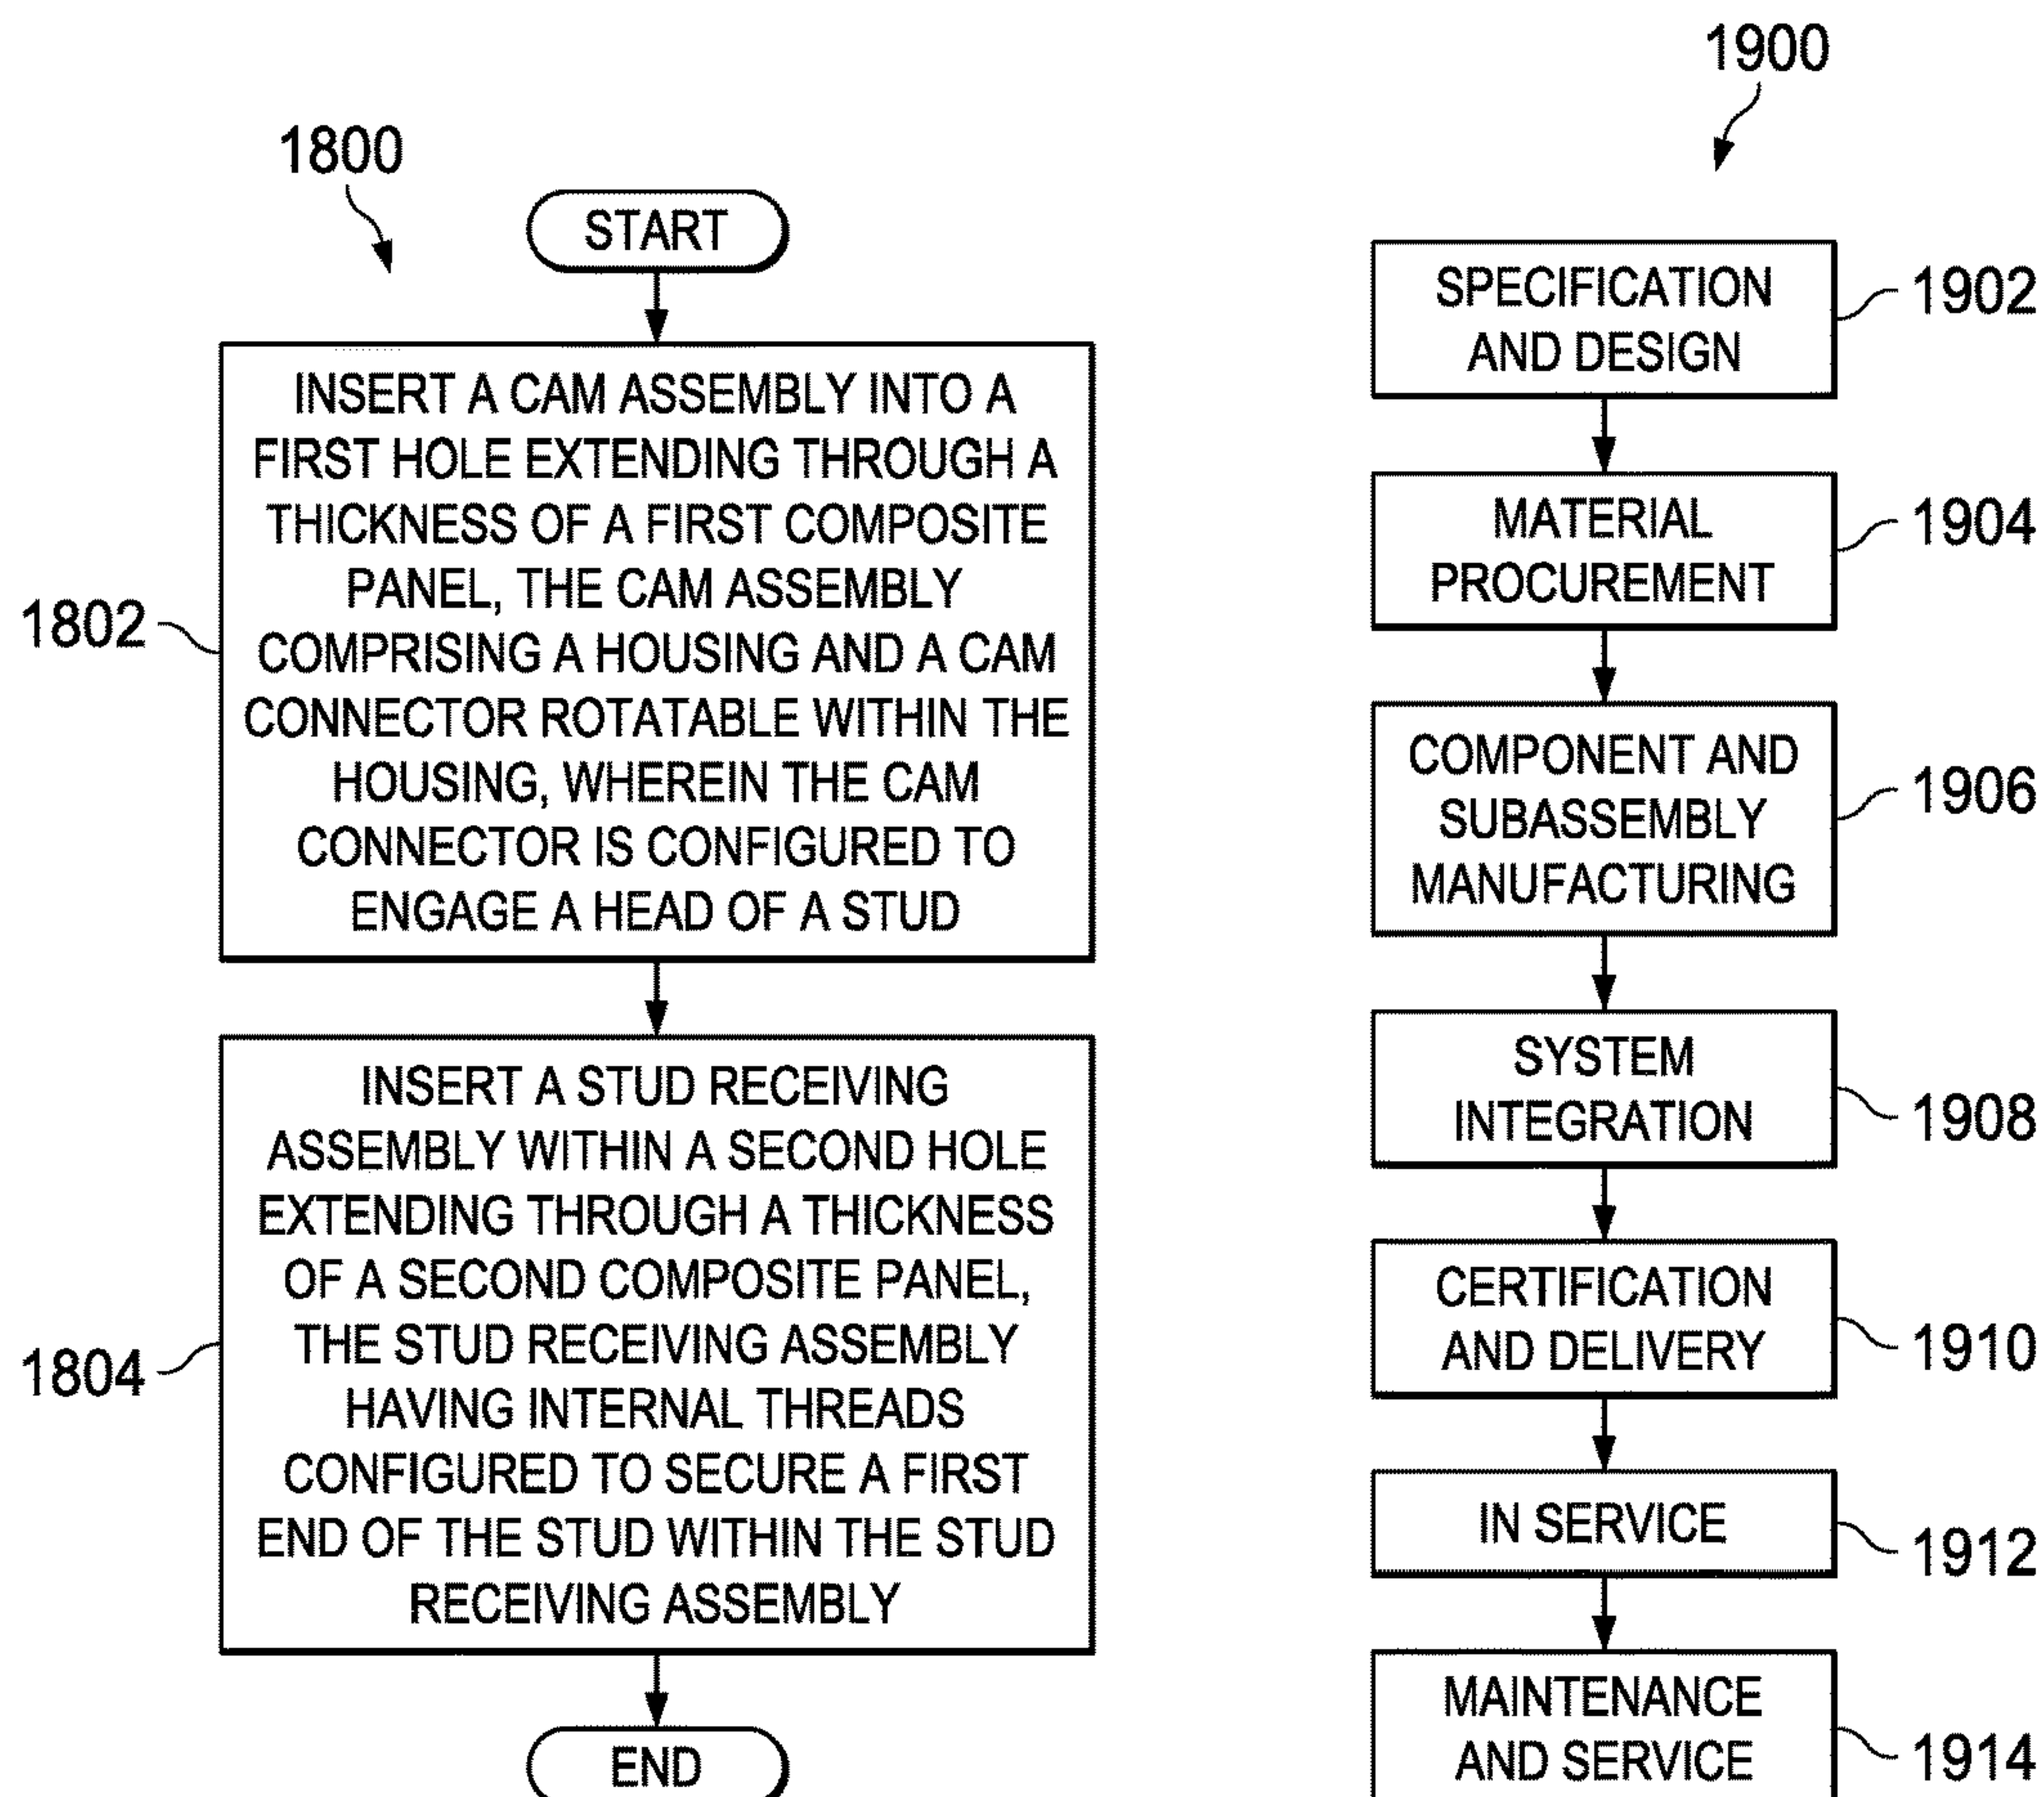 1800
START
1802
INSERT A CAM ASSEMBLY INTO A
FIRST HOLE EXTENDING THROUGH A
THICKNESS OF A FIRST COMPOSITE
PANEL, THE CAM ASSEMBLY
COMPRISING A HOUSING AND A CAM
CONNECTOR ROTATABLE WITHIN THE
HOUSING, WHEREIN THE CAM
CONNECTOR IS CONFIGURED TO
ENGAGE A HEAD OF A STUD
1804
INSERT A STUD RECEIVING
ASSEMBLY WITHIN A SECOND HOLE
EXTENDING THROUGH A THICKNESS
OF A SECOND COMPOSITE PANEL,
THE STUD RECEIVING ASSEMBLY
HAVING INTERNAL THREADS
CONFIGURED TO SECURE A FIRST
END OF THE STUD WITHIN THE STUD
RECEIVING ASSEMBLY
END
1900
SPECIFICATION
AND DESIGN
1902
MATERIAL
PROCUREMENT
1904
COMPONENT AND
SUBASSEMBLY
MANUFACTURING
1906
SYSTEM
INTEGRATION
1908
CERTIFICATION
AND DELIVERY
1910
IN SERVICE
1912
MAINTENANCE
AND SERVICE
1914